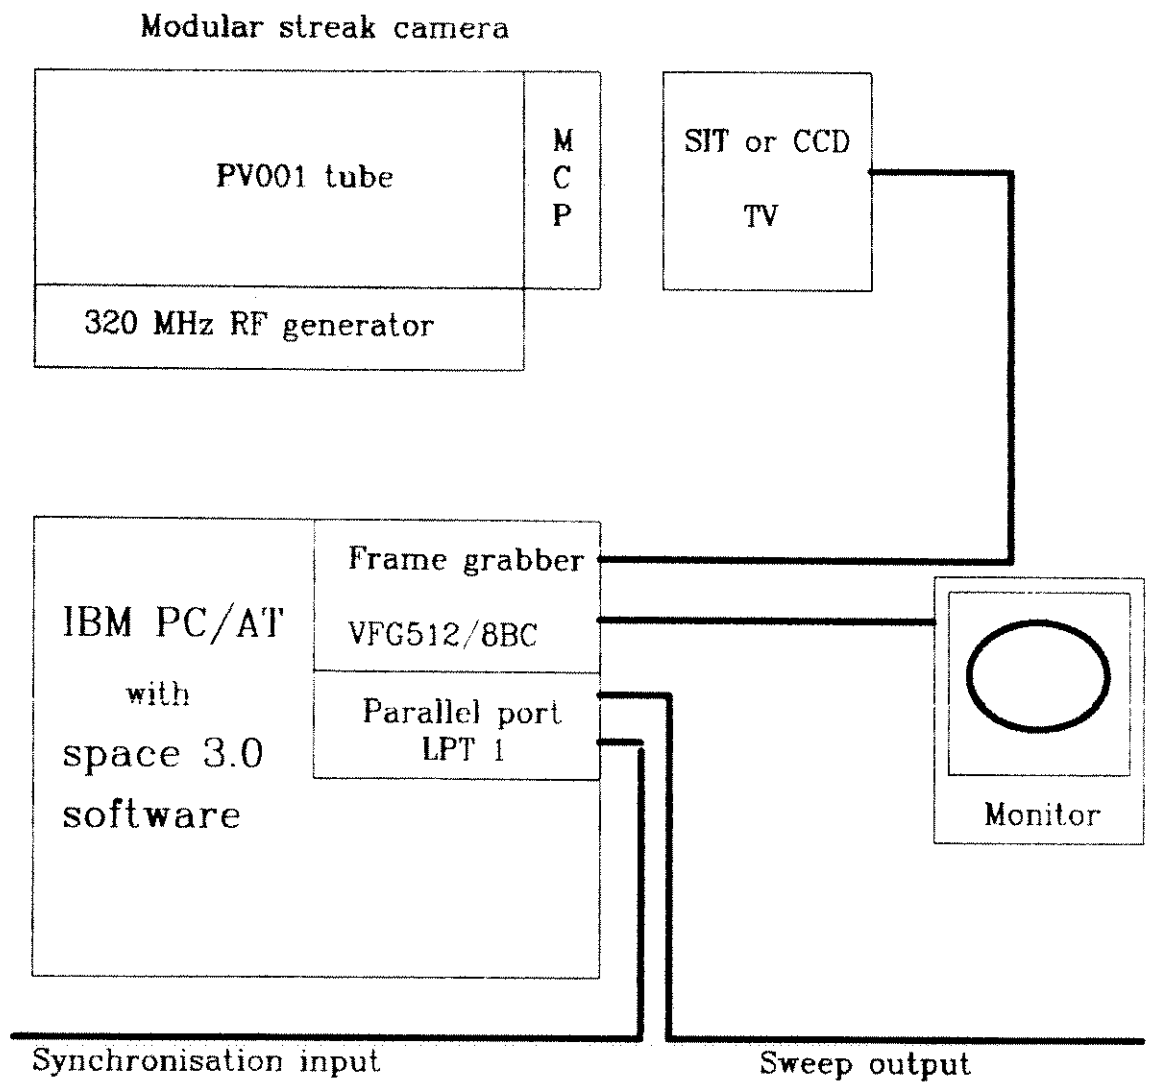 Modular streak camera
PV001 tube
M
C
P
SIT or CCD
TV
320 MHz RF generator
IBM PC/AT
with
space 3.0
software
Frame grabber
VFG512/8BC
Parallel port
LPT 1
Monitor
Synchronisation input
Sweep output